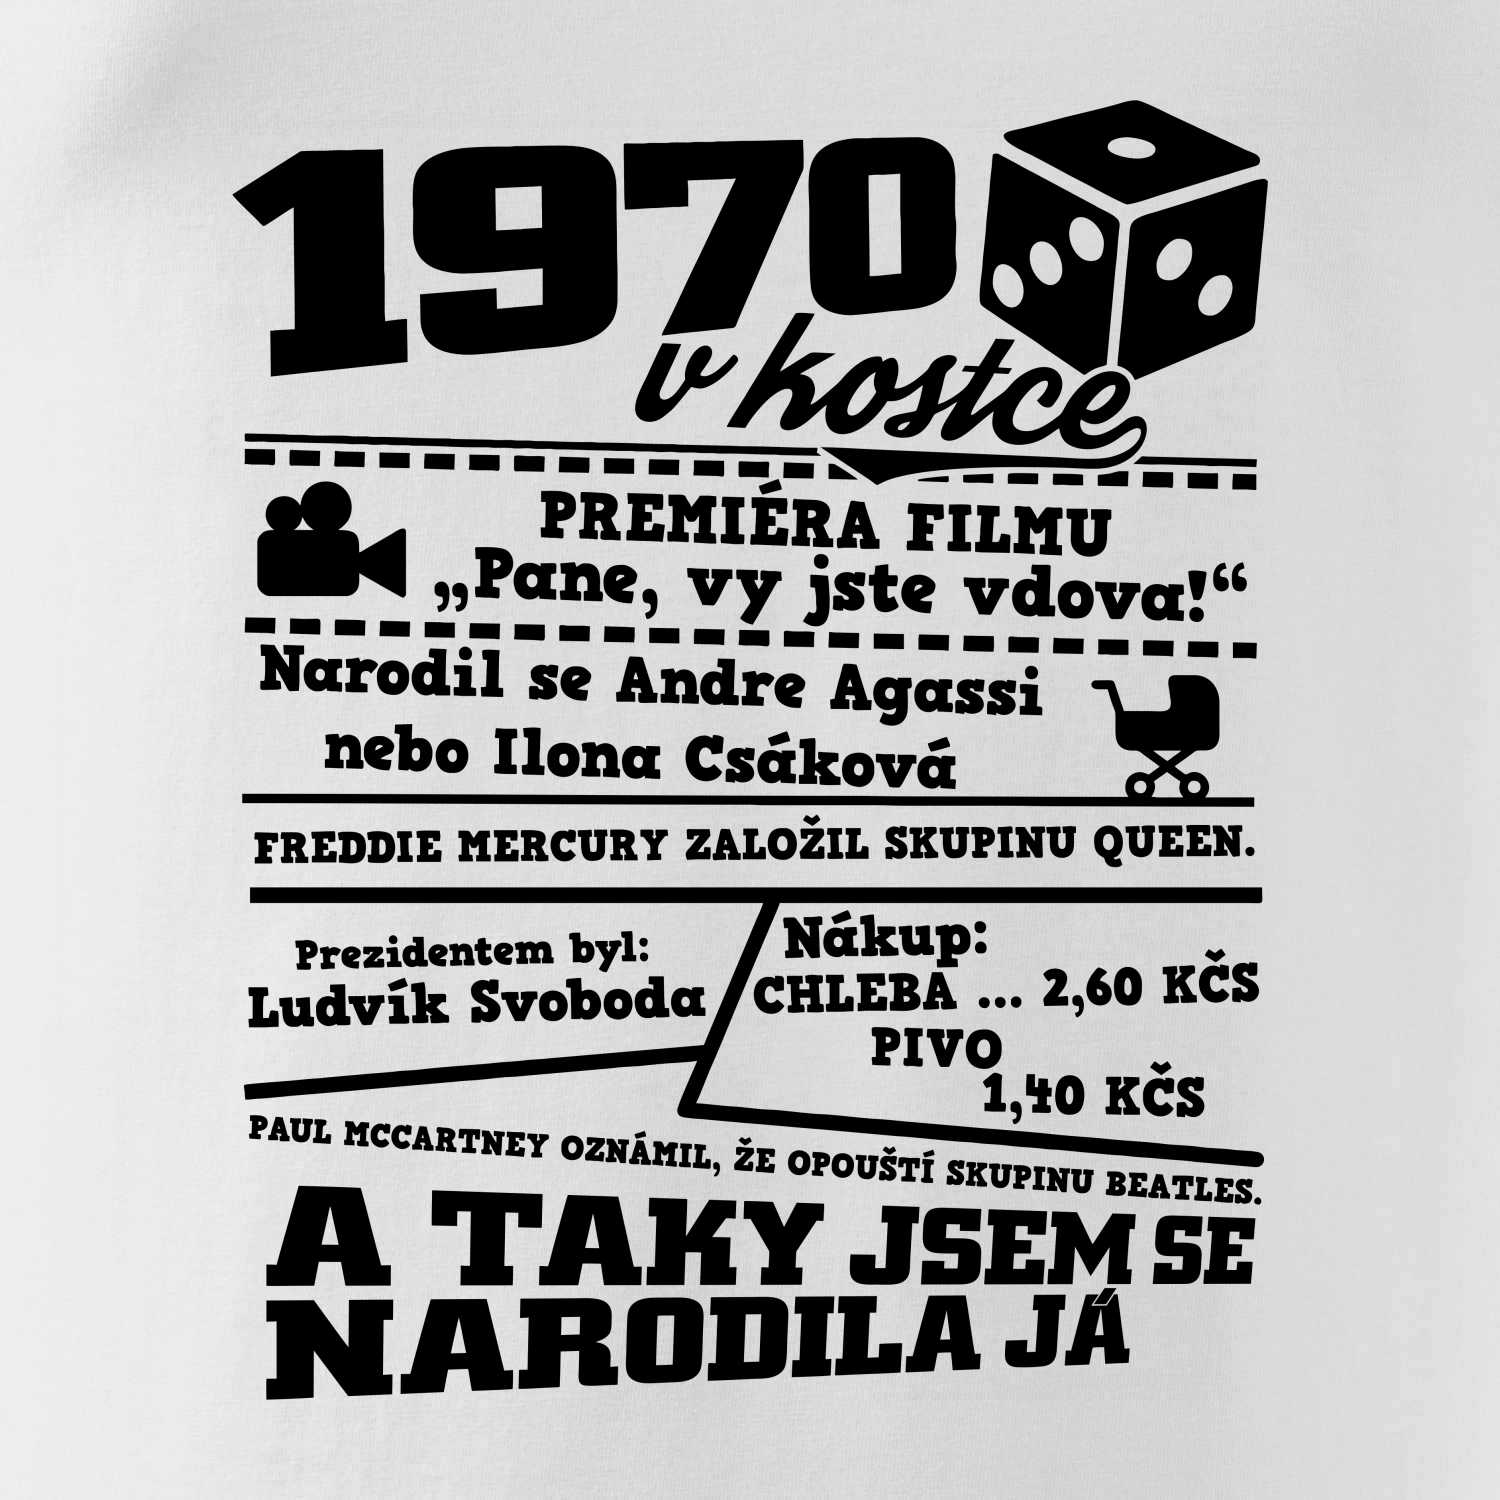 1970
v kostce
PREMIÉRA FILMU
„Pane, vy jste vdova!“
Narodil se Andre Agassi
nebo Ilona Csáková
FREDDIE MERCURY ZALOŽIL SKUPINU QUEEN.
Prezidentem byl:
Ludvík Svoboda
Nákup:
CHLEBA ... 2,60 KČS
PIVO
1,40 KČS
PAUL MCCARTNEY OZNÁMIL, ŽE OPOUŠTÍ SKUPINU BEATLES.
A TAKY JSEM SE
NARODILA JÁ